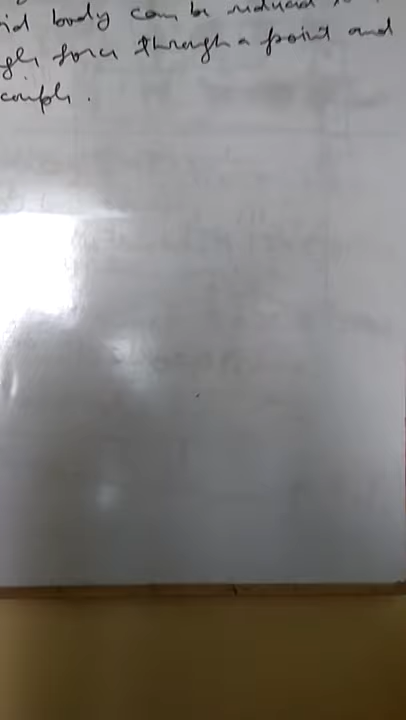 id body can be reduced
gle force through a point and
couple.